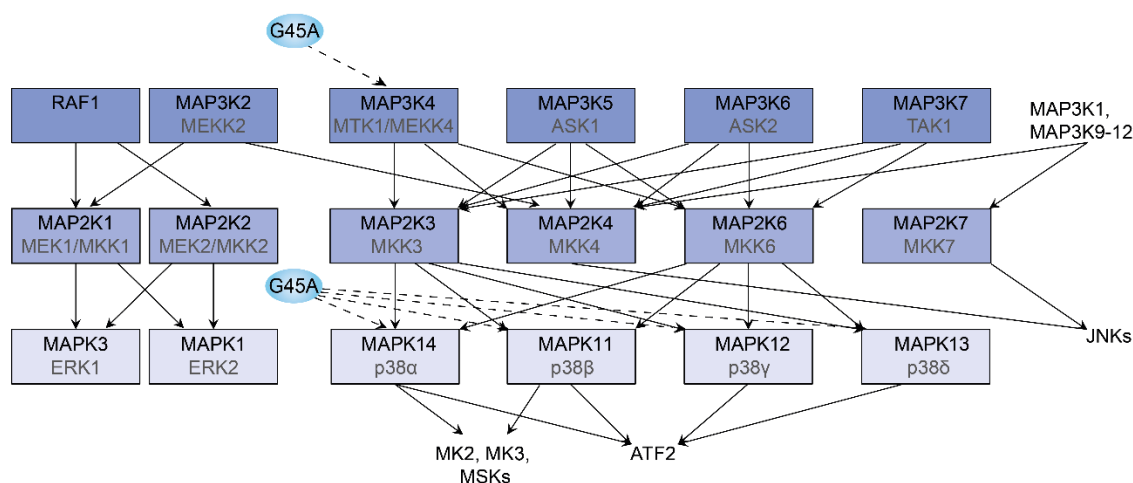 G45A
RAF1
MAP3K2
MEKK2
MAP3K4
MTK1/MEKK4
MAP3K5
ASK1
MAP3K6
ASK2
MAP3K7
TAK1
MAP3K1,
MAP3K9-12
MAP2K1
MEK1/MKK1
MAP2K2
MEK2/MKK2
MAP2K3
MKK3
MAP2K4
MKK4
MAP2K6
MKK6
MAP2K7
MKK7
G45A
MAPK3
ERK1
MAPK1
ERK2
MAPK14
p38α
MAPK11
p38β
MAPK12
p38γ
MAPK13
p38δ
JNKs
MK2, MK3,
MSKs
ATF2